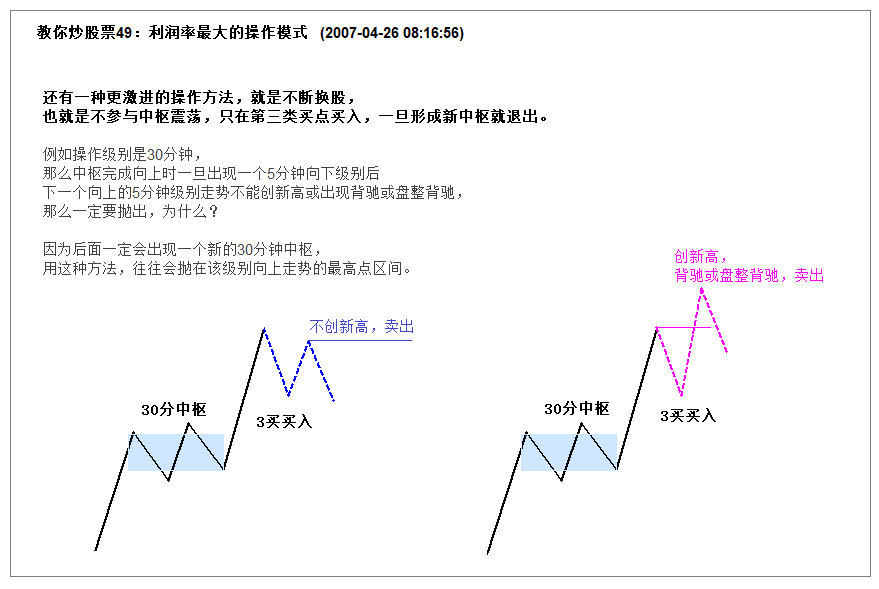 教你炒股票49：利润率最大的操作模式 (2007-04-26 08:16:56)
还有一种更激进的操作方法，就是不断换股，
也就是不参与中枢震荡，只在第三类买点买入，一旦形成新中枢就退出。
例如操作级别是30分钟，
那么中枢完成向上时一旦出现一个5分钟向下级别后
下一个向上的5分钟级别走势不能创新高或出现背驰或盘整背驰，
那么一定要抛出，为什么？
因为后面一定会出现一个新的30分钟中枢，
用这种方法，往往会抛在该级别向上走势的最高点区间。
创新高，
背驰或盘整背驰，卖出
不创新高，卖出
30分中枢
3买买入
30分中枢
3买买入